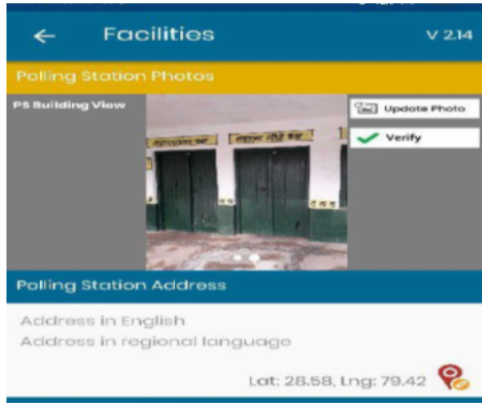 Facilities
V 2.14
Polling Station Photos
PS Building View
Update Photo
Verify
Polling Station Address
Address in English
Address in regional language
Lat: 28.58, Lng: 79.42